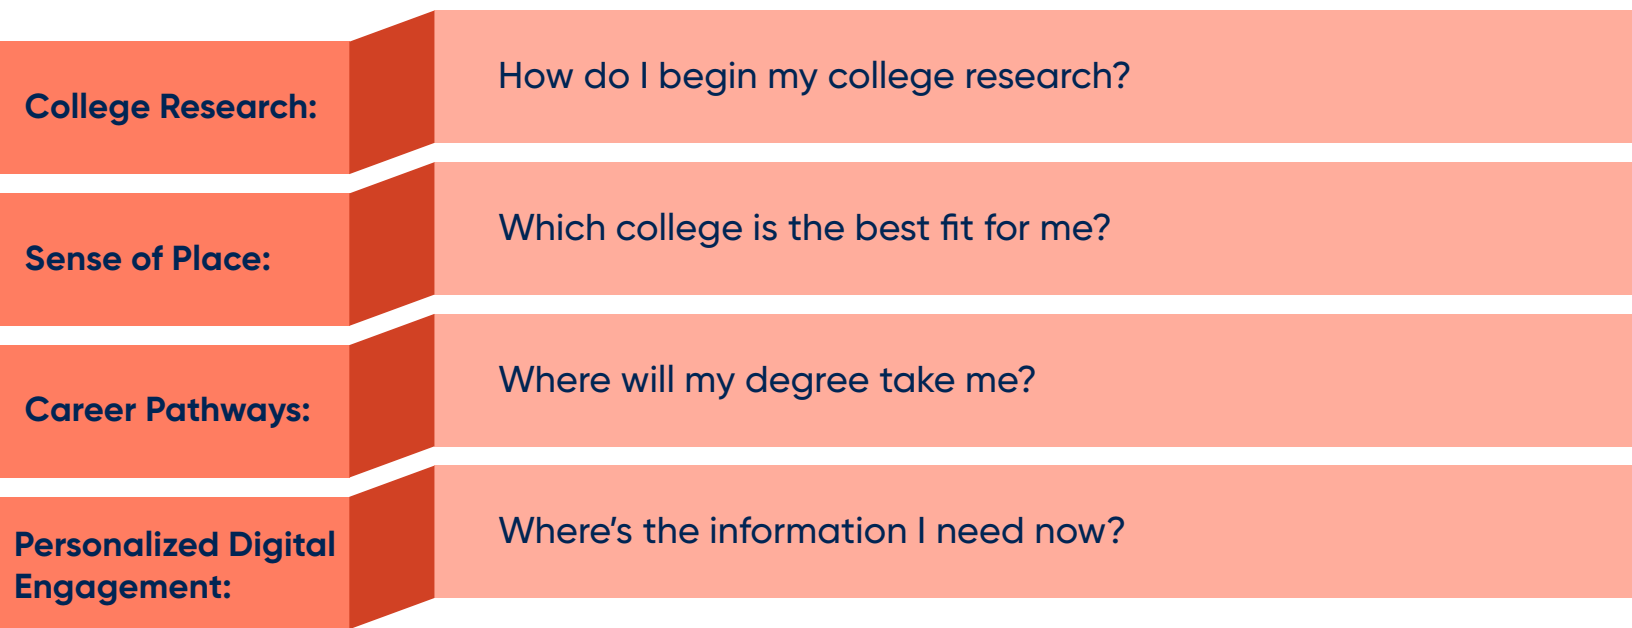 College Research:
How do I begin my college research?
Sense of Place:
Which college is the best fit for me?
Career Pathways:
Where will my degree take me?
Personalized Digital
Engagement:
Where’s the information I need now?